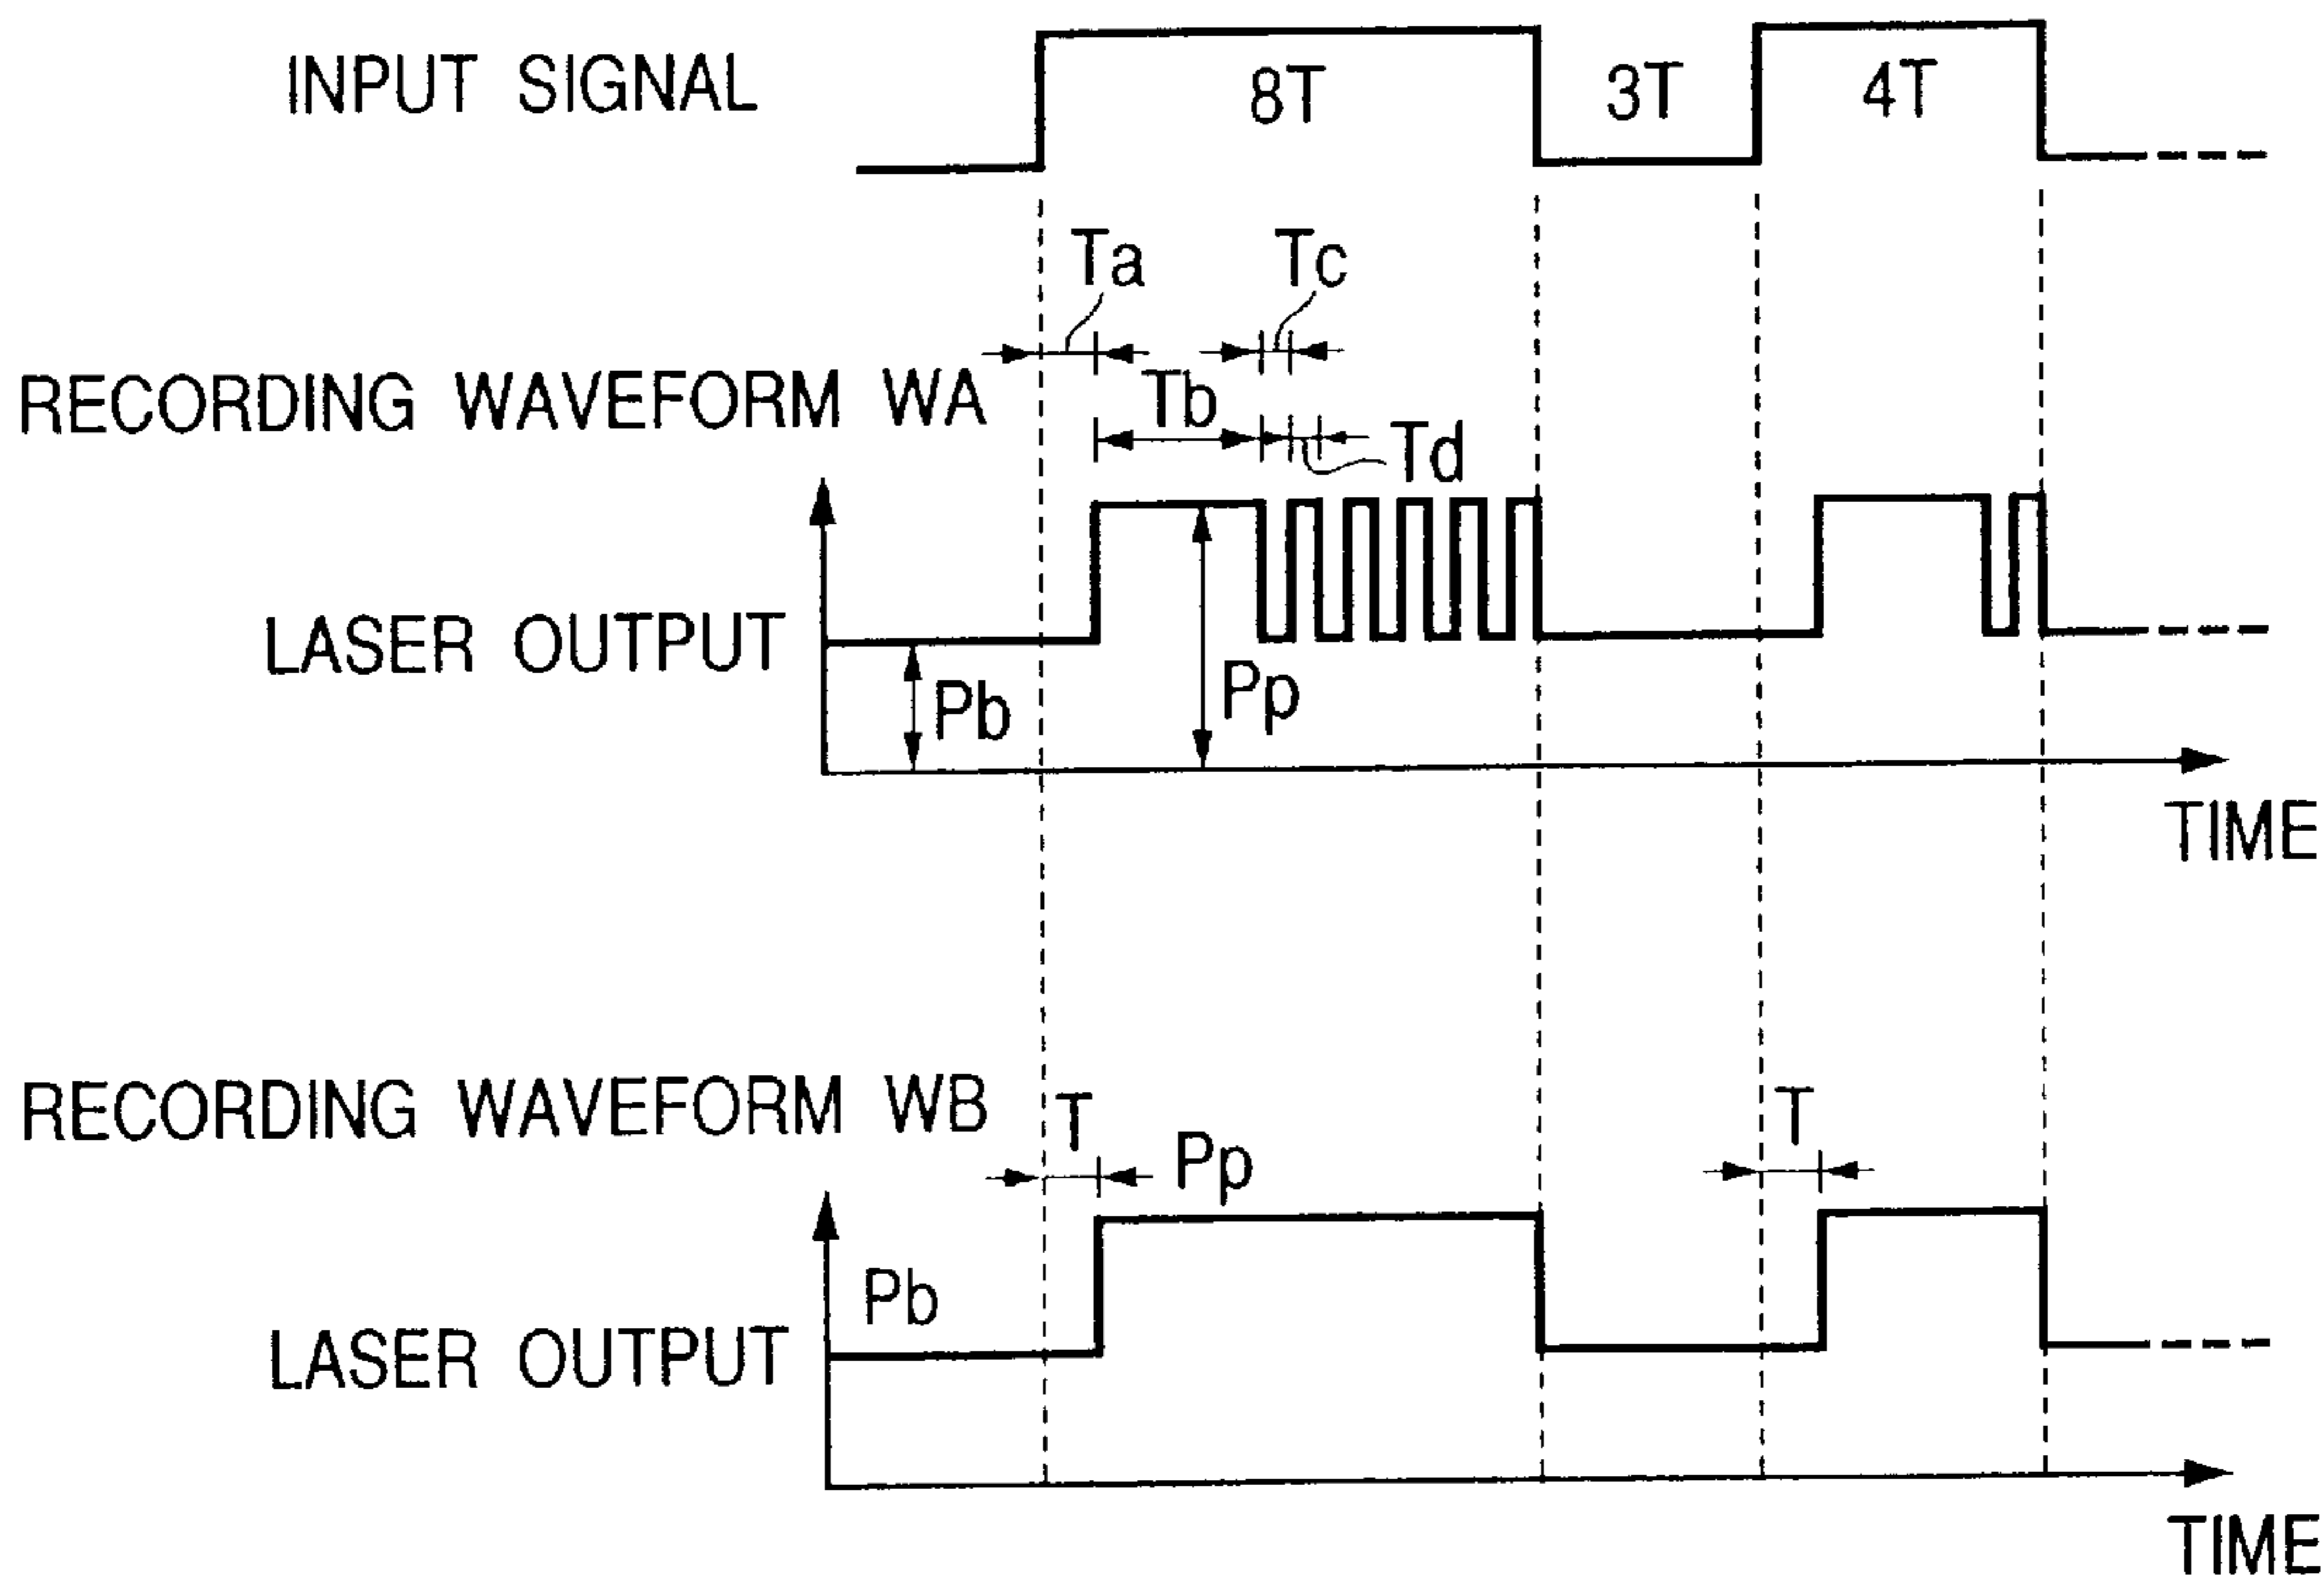 INPUT SIGNAL
8T
3T
4T
Ta
Tc
RECORDING WAVEFORM WA
Tb
Td
LASER OUTPUT
Pb
Pp
TIME
RECORDING WAVEFORM WB
T
Pp
T
Pb
LASER OUTPUT
TIME